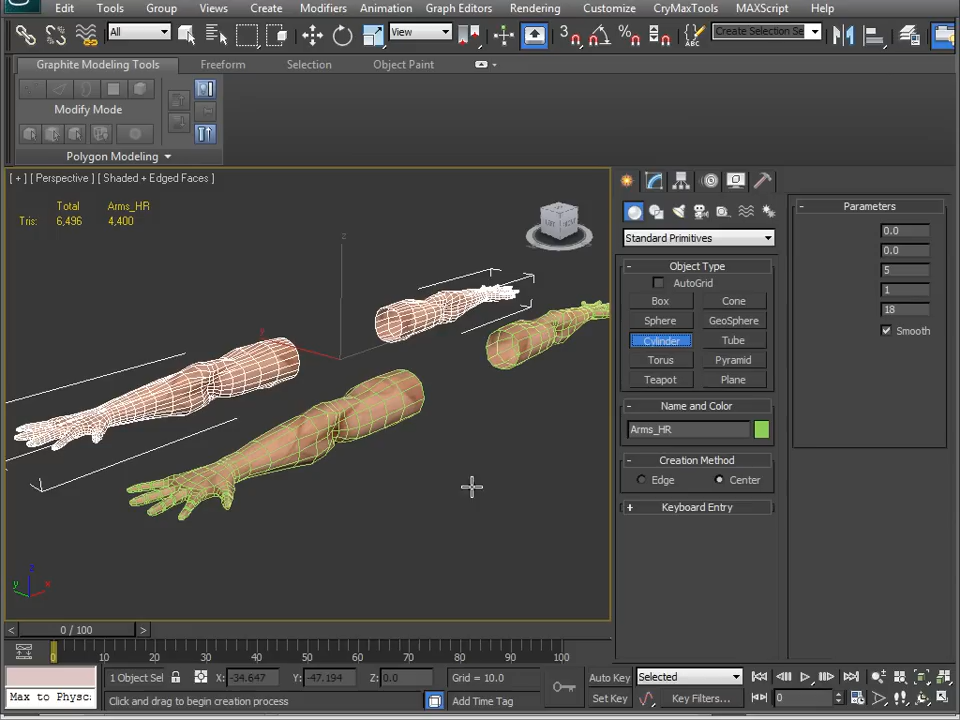 Edit Tools Group Views Create Modifiers Animation Graph Editors Rendering Customize CryMaxTools MAXScript Help
All View Create Selection Se
Graphite Modeling Tools Freeform Selection Object Paint
Modify Mode
Polygon Modeling
[ + ] [ Perspective ] [ Shaded + Edged Faces ]
Total Arms_HR
Tris: 6,496 4,400
z
y
x
z
y
x
Standard Primitives
- Object Type
AutoGrid
Box Cone
Sphere GeoSphere
Cylinder Tube
Torus Pyramid
Teapot Plane
- Name and Color
Arms_HR
- Creation Method
Edge Center
+ Keyboard Entry
- Parameters
0.0
0.0
5
1
18
Smooth
< 0 / 100 >
0 10 20 30 40 50 60 70 80 90 100
1 Object Sel X: -34.647 Y: -47.194 Z: 0.0 Grid = 10.0 Auto Key Selected
Max to Physc: Click and drag to begin creation process Add Time Tag Set Key Key Filters... 0